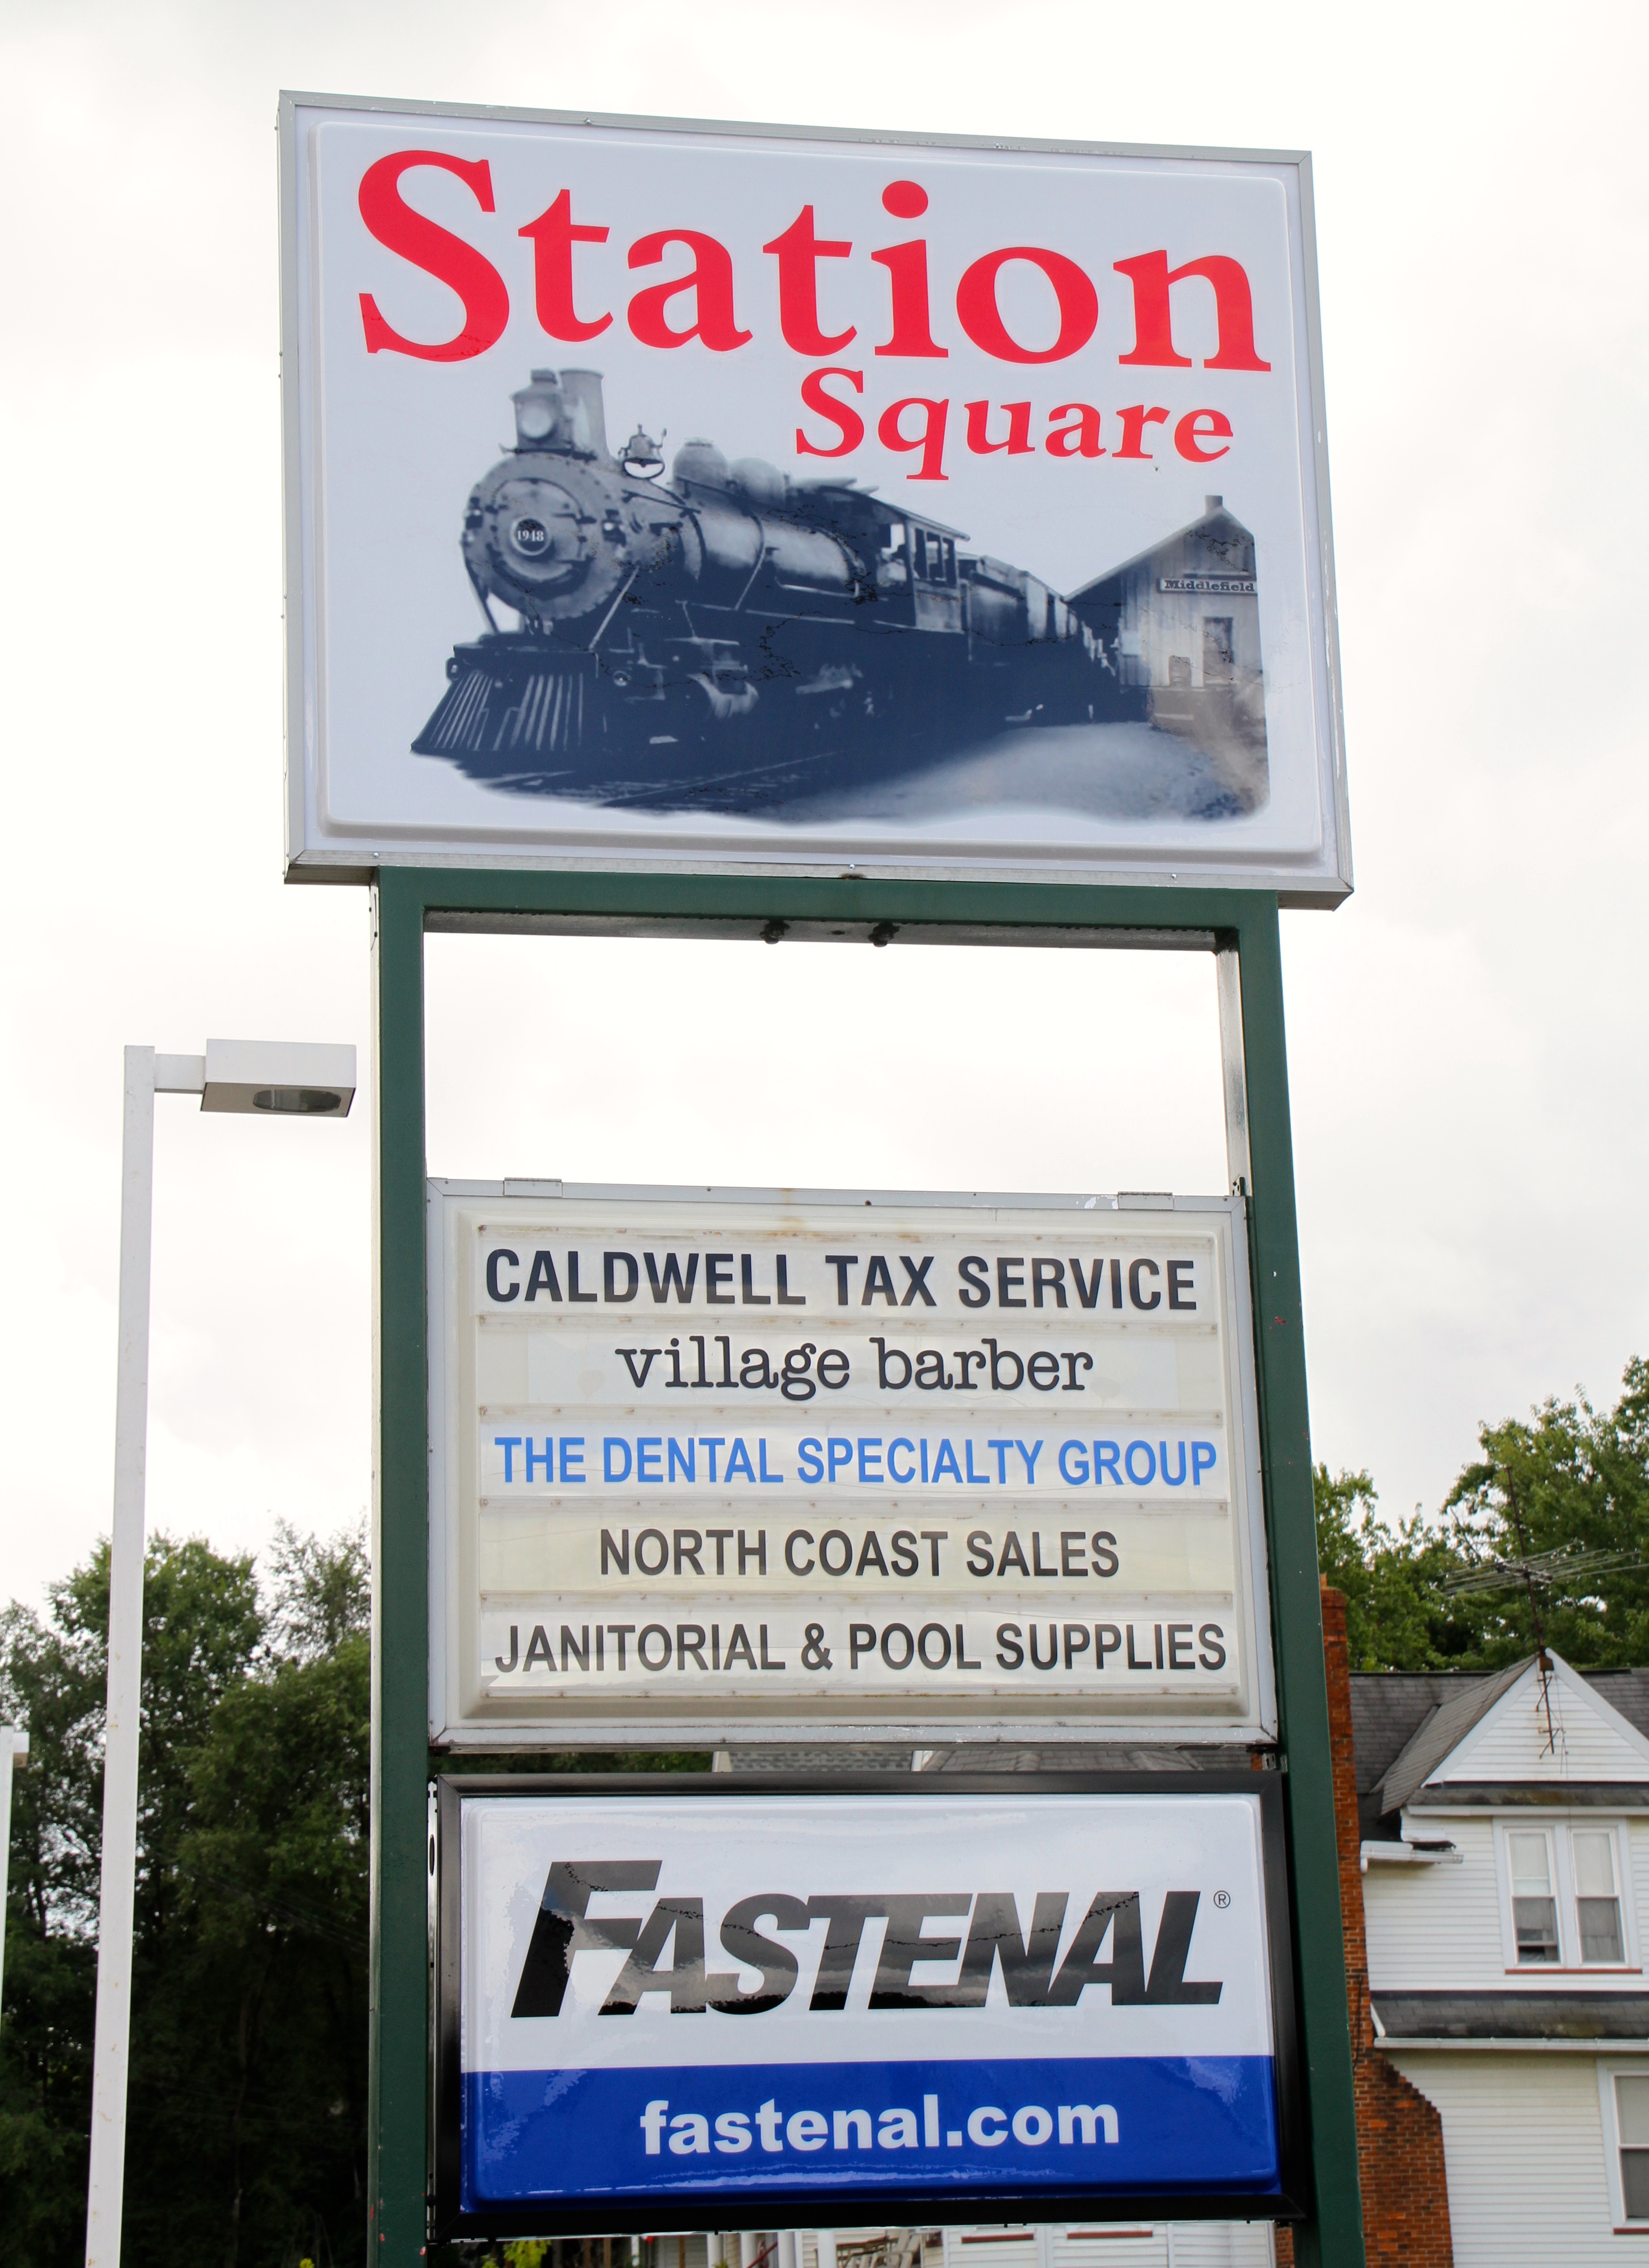 Station
Square
1948
Middlefield
CALDWELL TAX SERVICE
village barber
THE DENTAL SPECIALTY GROUP
NORTH COAST SALES
JANITORIAL & POOL SUPPLIES
FASTENAL®
fastenal.com